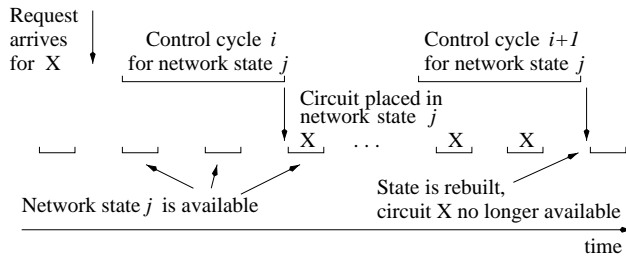 Request
arrives
for X
Control cycle i
for network state j
Control cycle i+1
for network state j
Circuit placed in
network state j
X
. . .
X
X
Network state j is available
State is rebuilt,
circuit X no longer available
time